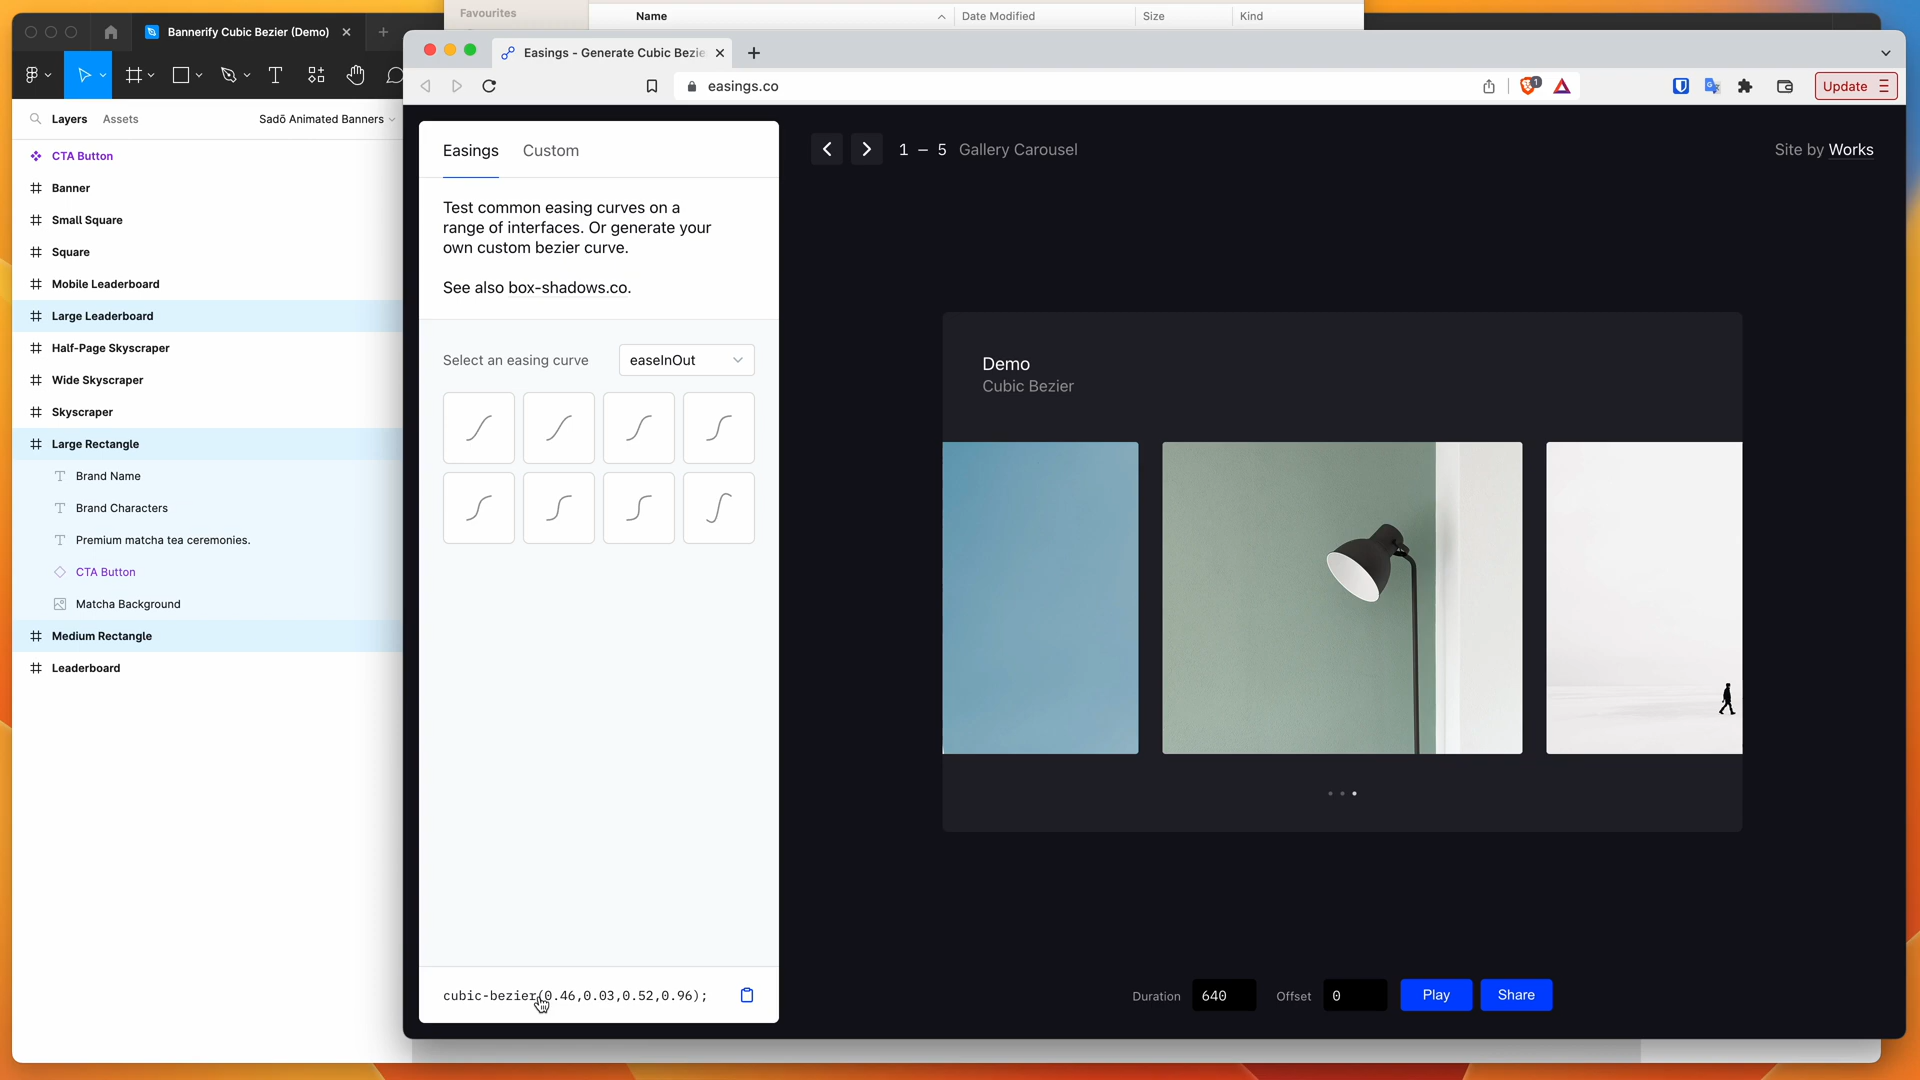 Favourites
Name
Date Modified
Size
Kind
Bannerify Cubic Bezier (Demo)
Easings - Generate Cubic Bezie
easings.co
1
Update
Layers
Assets
Sadō Animated Banners
CTA Button
Banner
Small Square
Square
Mobile Leaderboard
Large Leaderboard
Half-Page Skyscraper
Wide Skyscraper
Skyscraper
Large Rectangle
Brand Name
Brand Characters
Premium matcha tea ceremonies.
CTA Button
Matcha Background
Medium Rectangle
Leaderboard
Easings
Custom
Test common easing curves on a
range of interfaces. Or generate your
own custom bezier curve.
See also box-shadows.co.
Select an easing curve
easeInOut
cubic-bezier(0.46,0.03,0.52,0.96);
1 – 5 Gallery Carousel
Site by Works
Demo
Cubic Bezier
Duration
640
Offset
0
Play
Share